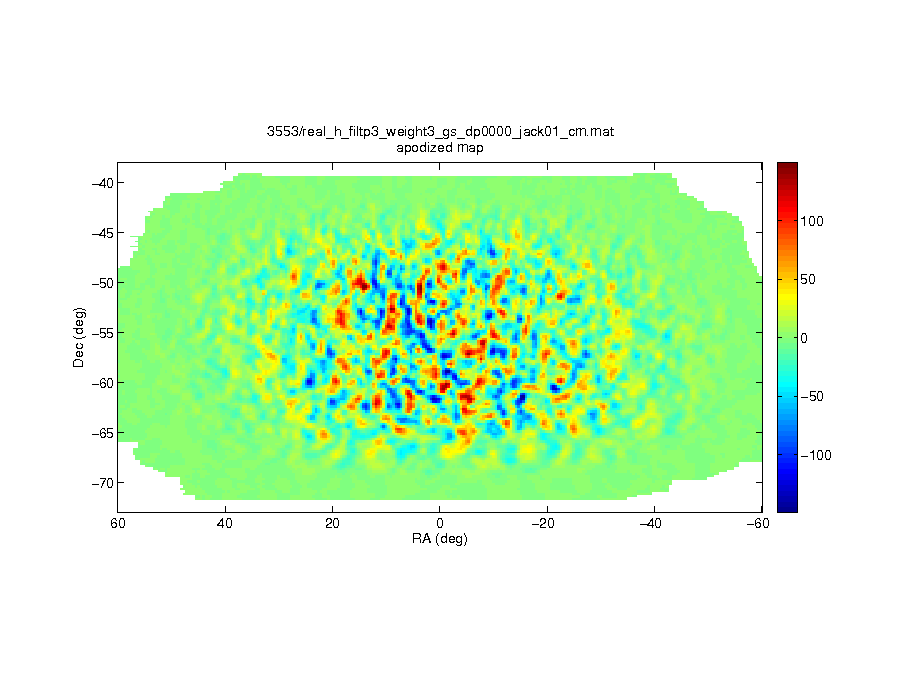 3553/real_h_filtp3_weight3_gs_dp0000_jack01_cm.mat
apodized map
−40
−45
−50
−55
−60
−65
−70
Dec (deg)
60 40 20 0 −20 −40 −60
RA (deg)
100
50
0
−50
−100